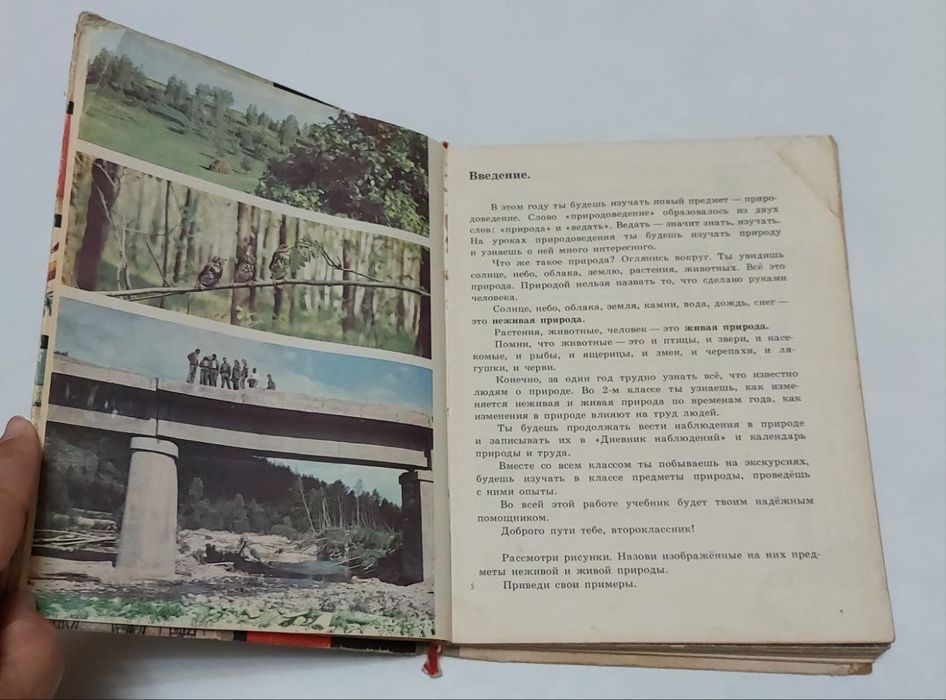 Введение.
В этом году ты будешь изучать новый предмет — приро-
доведение. Слово «природоведение» образовалось из двух
слов: «природа» и «ведать». Ведать — значит знать, изучать.
На уроках природоведения ты будешь изучать природу
и узнаешь о ней много интересного.
Что же такое природа? Оглянись вокруг. Ты увидишь
солнце, небо, облака, землю, растения, животных. Всё это
природа. Природой нельзя назвать то, что сделано руками
человека.
Солнце, небо, облака, земля, камни, вода, дождь, снег —
это неживая природа.
Растения, животные, человек — это живая природа.
Помни, что животные — это и птицы, и звери, и насе-
комые, и рыбы, и ящерицы, и змеи, и черепахи, и ля-
гушки, и черви.
Конечно, за один год трудно узнать всё, что известно
людям о природе. Во 2-м классе ты узнаешь, как изме-
няется неживая и живая природа по временам года, как
изменения в природе влияют на труд людей.
Ты будешь продолжать вести наблюдения в природе
и записывать их в «Дневник наблюдений» и календарь
природы и труда.
Вместе со всем классом ты побываешь на экскурсиях,
будешь изучать в классе предметы природы, проведёшь
с ними опыты.
Во всей этой работе учебник будет твоим надёжным
помощником.
Доброго пути тебе, второклассник!
Рассмотри рисунки. Назови изображённые на них пред-
меты неживой и живой природы.
5 Приведи свои примеры.